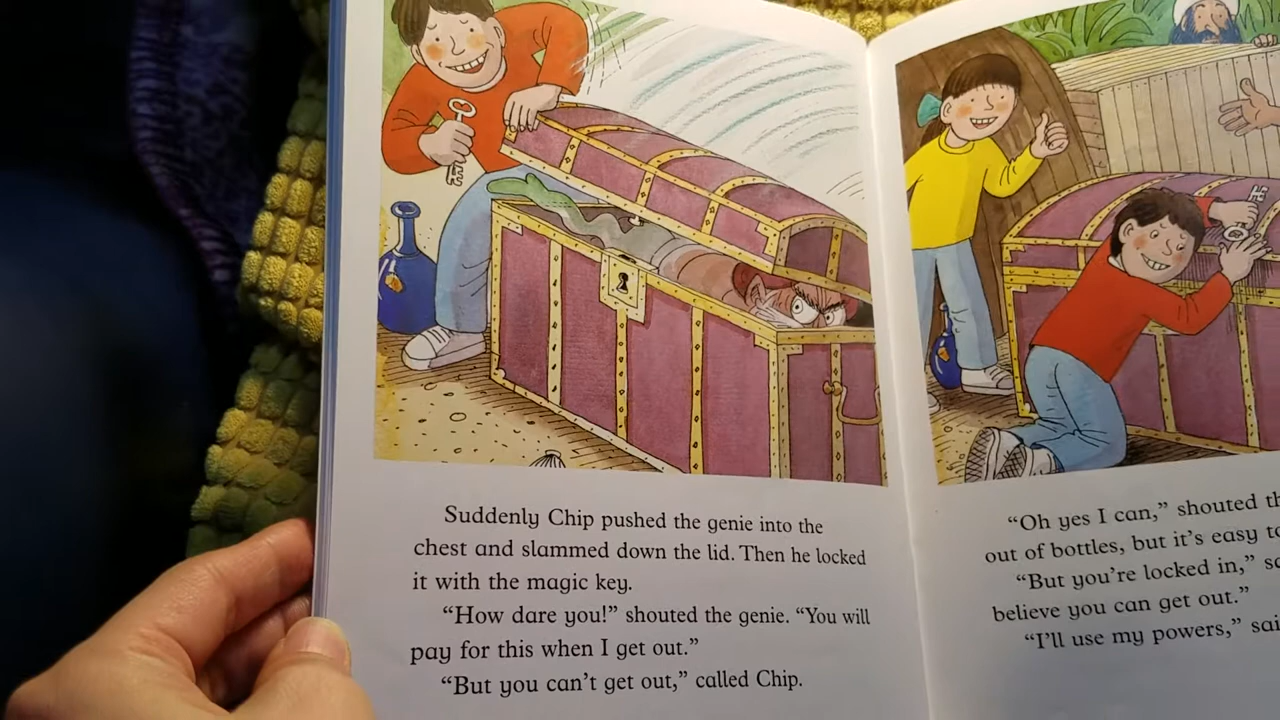 Suddenly Chip pushed the genie into the
chest and slammed down the lid. Then he locked
it with the magic key.
“How dare you!” shouted the genie. “You will
pay for this when I get out.”
“But you can’t get out,” called Chip.
“Oh yes I can,” shouted
out of bottles, but it’s easy
“But you’re locked in,”
believe you can get out.”
“I’ll use my powers,”